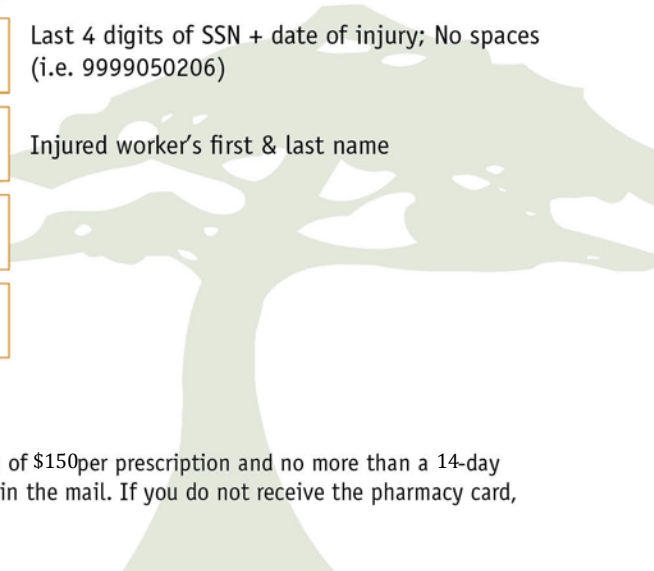 Last 4 digits of SSN + date of injury; No spaces
(i.e. 9999050206)
Injured worker's first & last name
of $150per prescription and no more than a 14-day
in the mail. If you do not receive the pharmacy card,